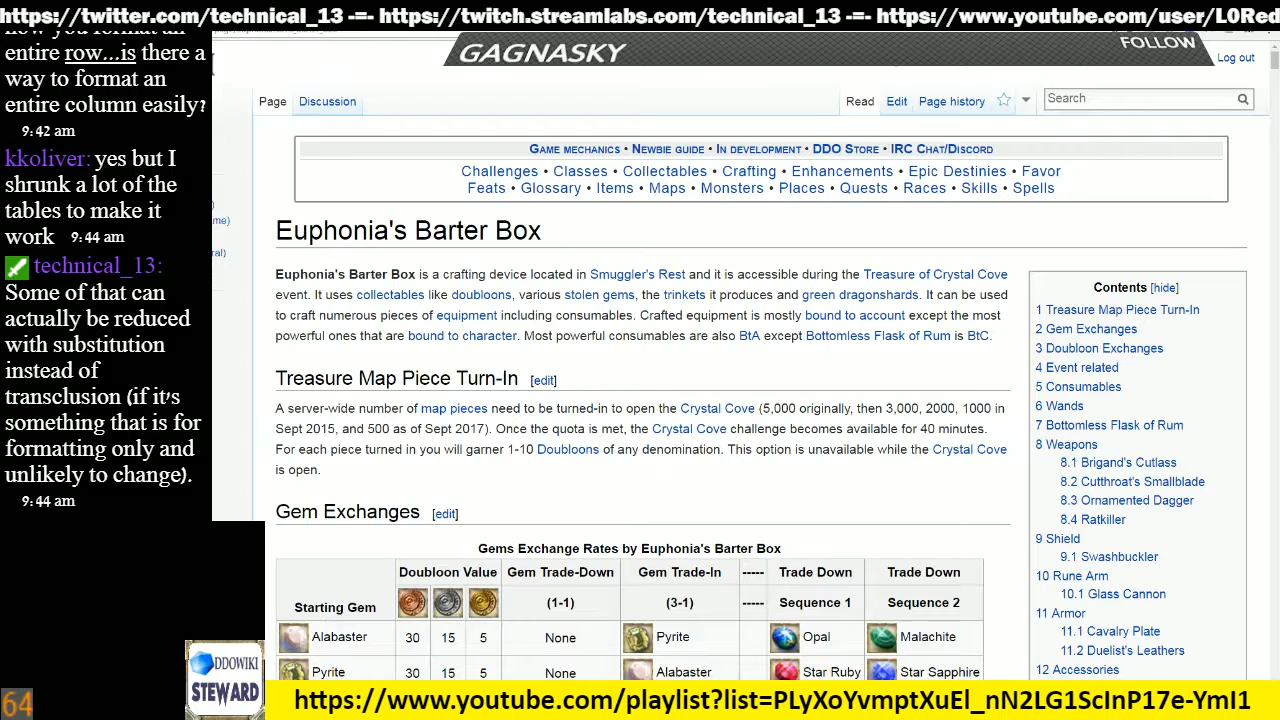 https://twitter.com/technical_13 -=- https://twitch.streamlabs.com/technical_13 -=- https://www.youtube.com/user/L0Red
GAGNASKY
FOLLOW
Log out
now you format an
entire row...is there a
way to format an
entire column easily?
9:42 am
kkoliver: yes but I
shrunk a lot of the
tables to make it
work 9:44 am
technical_13:
Some of that can
actually be reduced
with substitution
instead of
transclusion (if it's
something that is for
formatting only and
unlikely to change).
9:44 am
me)
ral)
Page Discussion Read Edit Page history Search
Game mechanics • Newbie guide • In development • DDO Store • IRC Chat/Discord
Challenges • Classes • Collectables • Crafting • Enhancements • Epic Destinies • Favor
Feats • Glossary • Items • Maps • Monsters • Places • Quests • Races • Skills • Spells
Euphonia's Barter Box
Euphonia's Barter Box is a crafting device located in Smuggler's Rest and it is accessible during the Treasure of Crystal Cove
event. It uses collectables like doubloons, various stolen gems, the trinkets it produces and green dragonshards. It can be used
to craft numerous pieces of equipment including consumables. Crafted equipment is mostly bound to account except the most
powerful ones that are bound to character. Most powerful consumables are also BtA except Bottomless Flask of Rum is BtC.
Treasure Map Piece Turn-In [edit]
A server-wide number of map pieces need to be turned-in to open the Crystal Cove (5,000 originally, then 3,000, 2000, 1000 in
Sept 2015, and 500 as of Sept 2017). Once the quota is met, the Crystal Cove challenge becomes available for 40 minutes.
For each piece turned in you will garner 1-10 Doubloons of any denomination. This option is unavailable while the Crystal Cove
is open.
Gem Exchanges [edit]
Gems Exchange Rates by Euphonia's Barter Box
Starting Gem Doubloon Value Gem Trade-Down Gem Trade-In ----- Trade Down Trade Down
(1-1) (3-1) ----- Sequence 1 Sequence 2
Alabaster 30 15 5 None Pyrite Opal Malachite
Pyrite 30 15 5 None Alabaster Star Ruby Star Sapphire
Contents [hide]
1 Treasure Map Piece Turn-In
2 Gem Exchanges
3 Doubloon Exchanges
4 Event related
5 Consumables
6 Wands
7 Bottomless Flask of Rum
8 Weapons
8.1 Brigand's Cutlass
8.2 Cutthroat's Smallblade
8.3 Ornamented Dagger
8.4 Ratkiller
9 Shield
9.1 Swashbuckler
10 Rune Arm
10.1 Glass Cannon
11 Armor
11.1 Cavalry Plate
11.2 Duelist's Leathers
12 Accessories
DDOWIKI
STEWARD
64
https://www.youtube.com/playlist?list=PLyXoYvmptXuEl_nN2LG1ScInP17e-YmI1